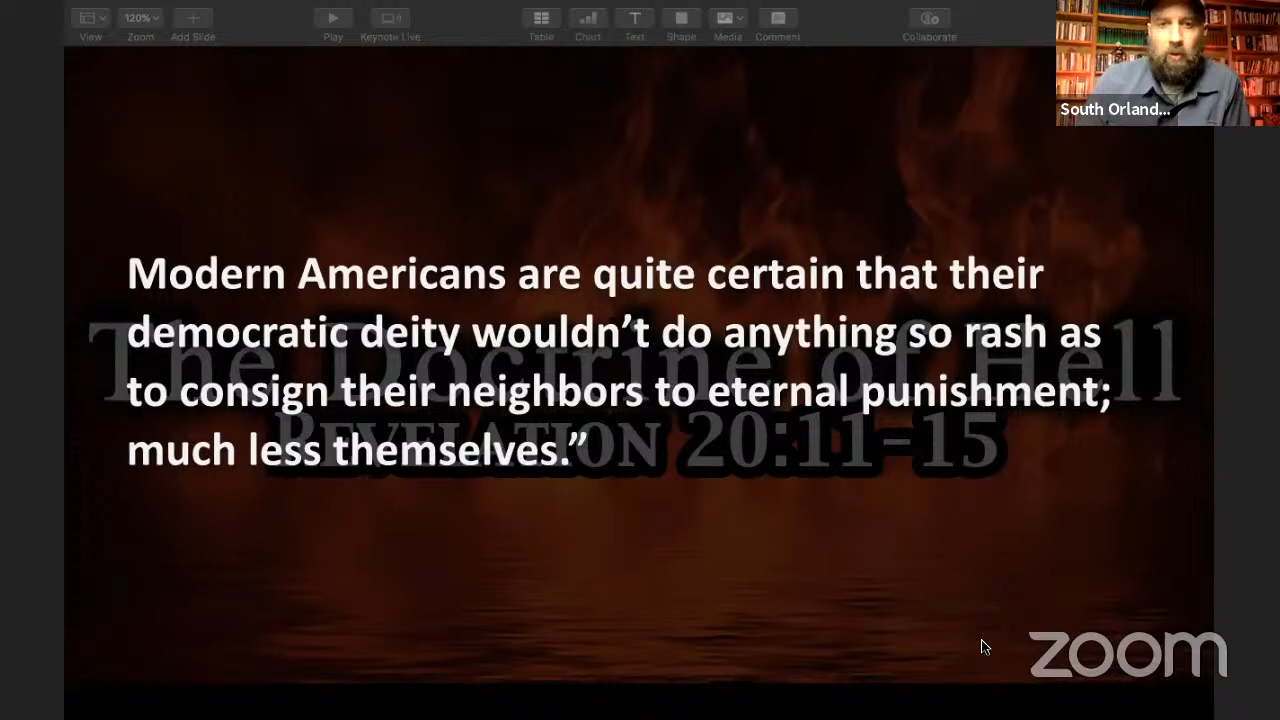 120%
View
Zoom
Add Slide
Play
Keynote Live
Table
Chart
Text
Shape
Media
Comment
Collaborate
South Orland...
Modern Americans are quite certain that their
democratic deity wouldn’t do anything so rash as
to consign their neighbors to eternal punishment;
much less themselves.”
The Doctrine of Hell
Revelation 20:11=15
zoom